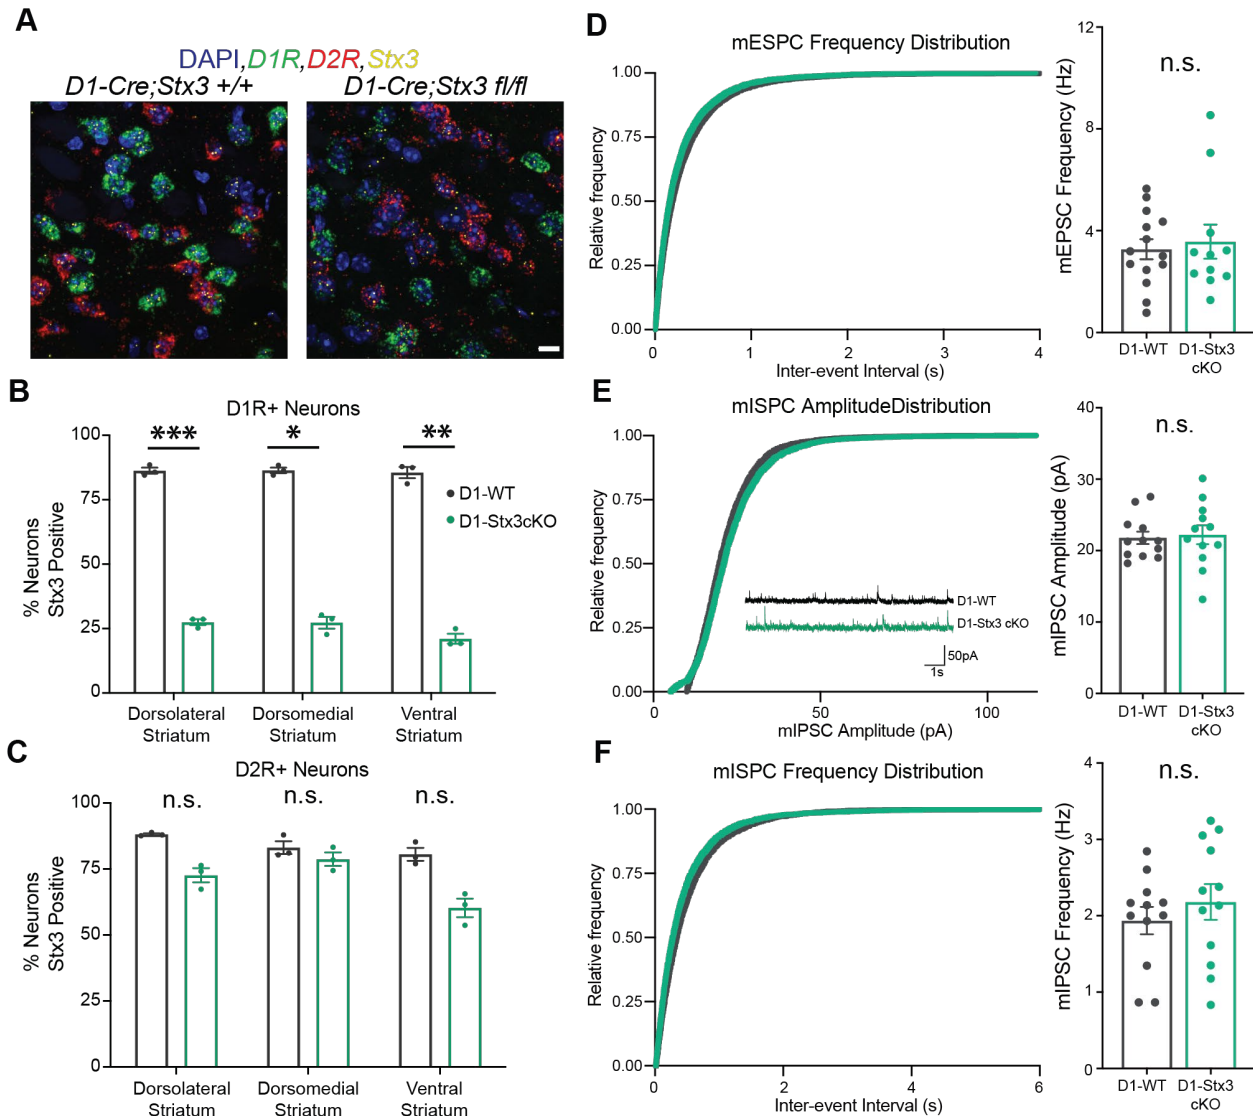 A
DAPI,D1R,D2R,Stx3
D1-Cre;Stx3 +/+
D1-Cre;Stx3 fl/fl
B
D1R+ Neurons
% Neurons
Stx3 Positive
100
75
50
25
0
***
*
**
D1-WT
D1-Stx3cKO
Dorsolateral
Striatum
Dorsomedial
Striatum
Ventral
Striatum
C
D2R+ Neurons
% Neurons
Stx3 Positive
100
75
50
25
0
n.s.
n.s.
n.s.
Dorsolateral
Striatum
Dorsomedial
Striatum
Ventral
Striatum
D
mESPC Frequency Distribution
Relative frequency
1.00
0.75
0.50
0.25
0.00
0
1
2
3
4
Inter-event Interval (s)
mEPSC Frequency (Hz)
12
8
4
0
n.s.
D1-WT
D1-Stx3
cKO
E
mISPC AmplitudeDistribution
Relative frequency
1.00
0.75
0.50
0.25
0.00
D1-WT
D1-Stx3 cKO
50pA
1s
0
50
100
mIPSC Amplitude (pA)
mIPSC Amplitude (pA)
40
30
20
10
0
n.s.
D1-WT
D1-Stx3
cKO
F
mISPC Frequency Distribution
Relative frequency
1.00
0.75
0.50
0.25
0.00
0
2
4
6
Inter-event Interval (s)
mIPSC Frequency (Hz)
4
3
2
1
0
n.s.
D1-WT
D1-Stx3
cKO